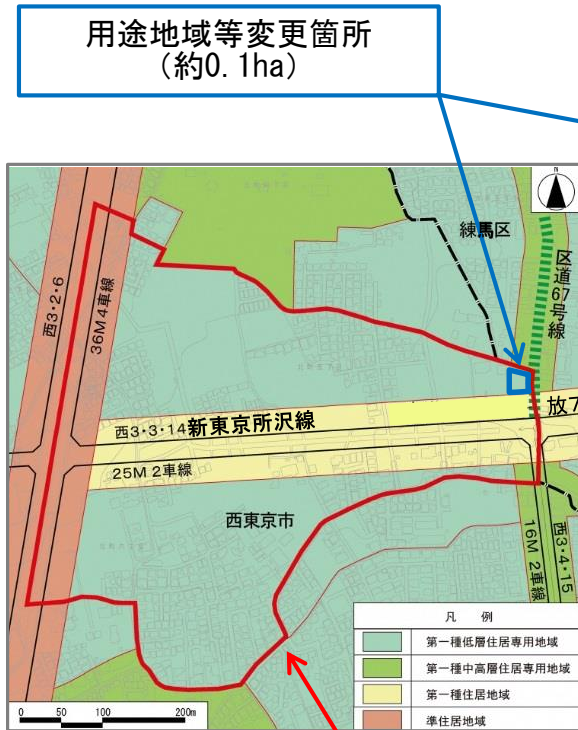 用途地域等変更箇所
（約0.1ha）
練馬区
区道67号線
西3・2・6
36M 4車線
放7
西3・3・14新東京所沢線
25M 2車線
西東京市
16M 2車線
西3・4・15
凡　例
第一種低層住居専用地域
第一種中高層住居専用地域
第一種住居地域
準住居地域
0 50 100 200m